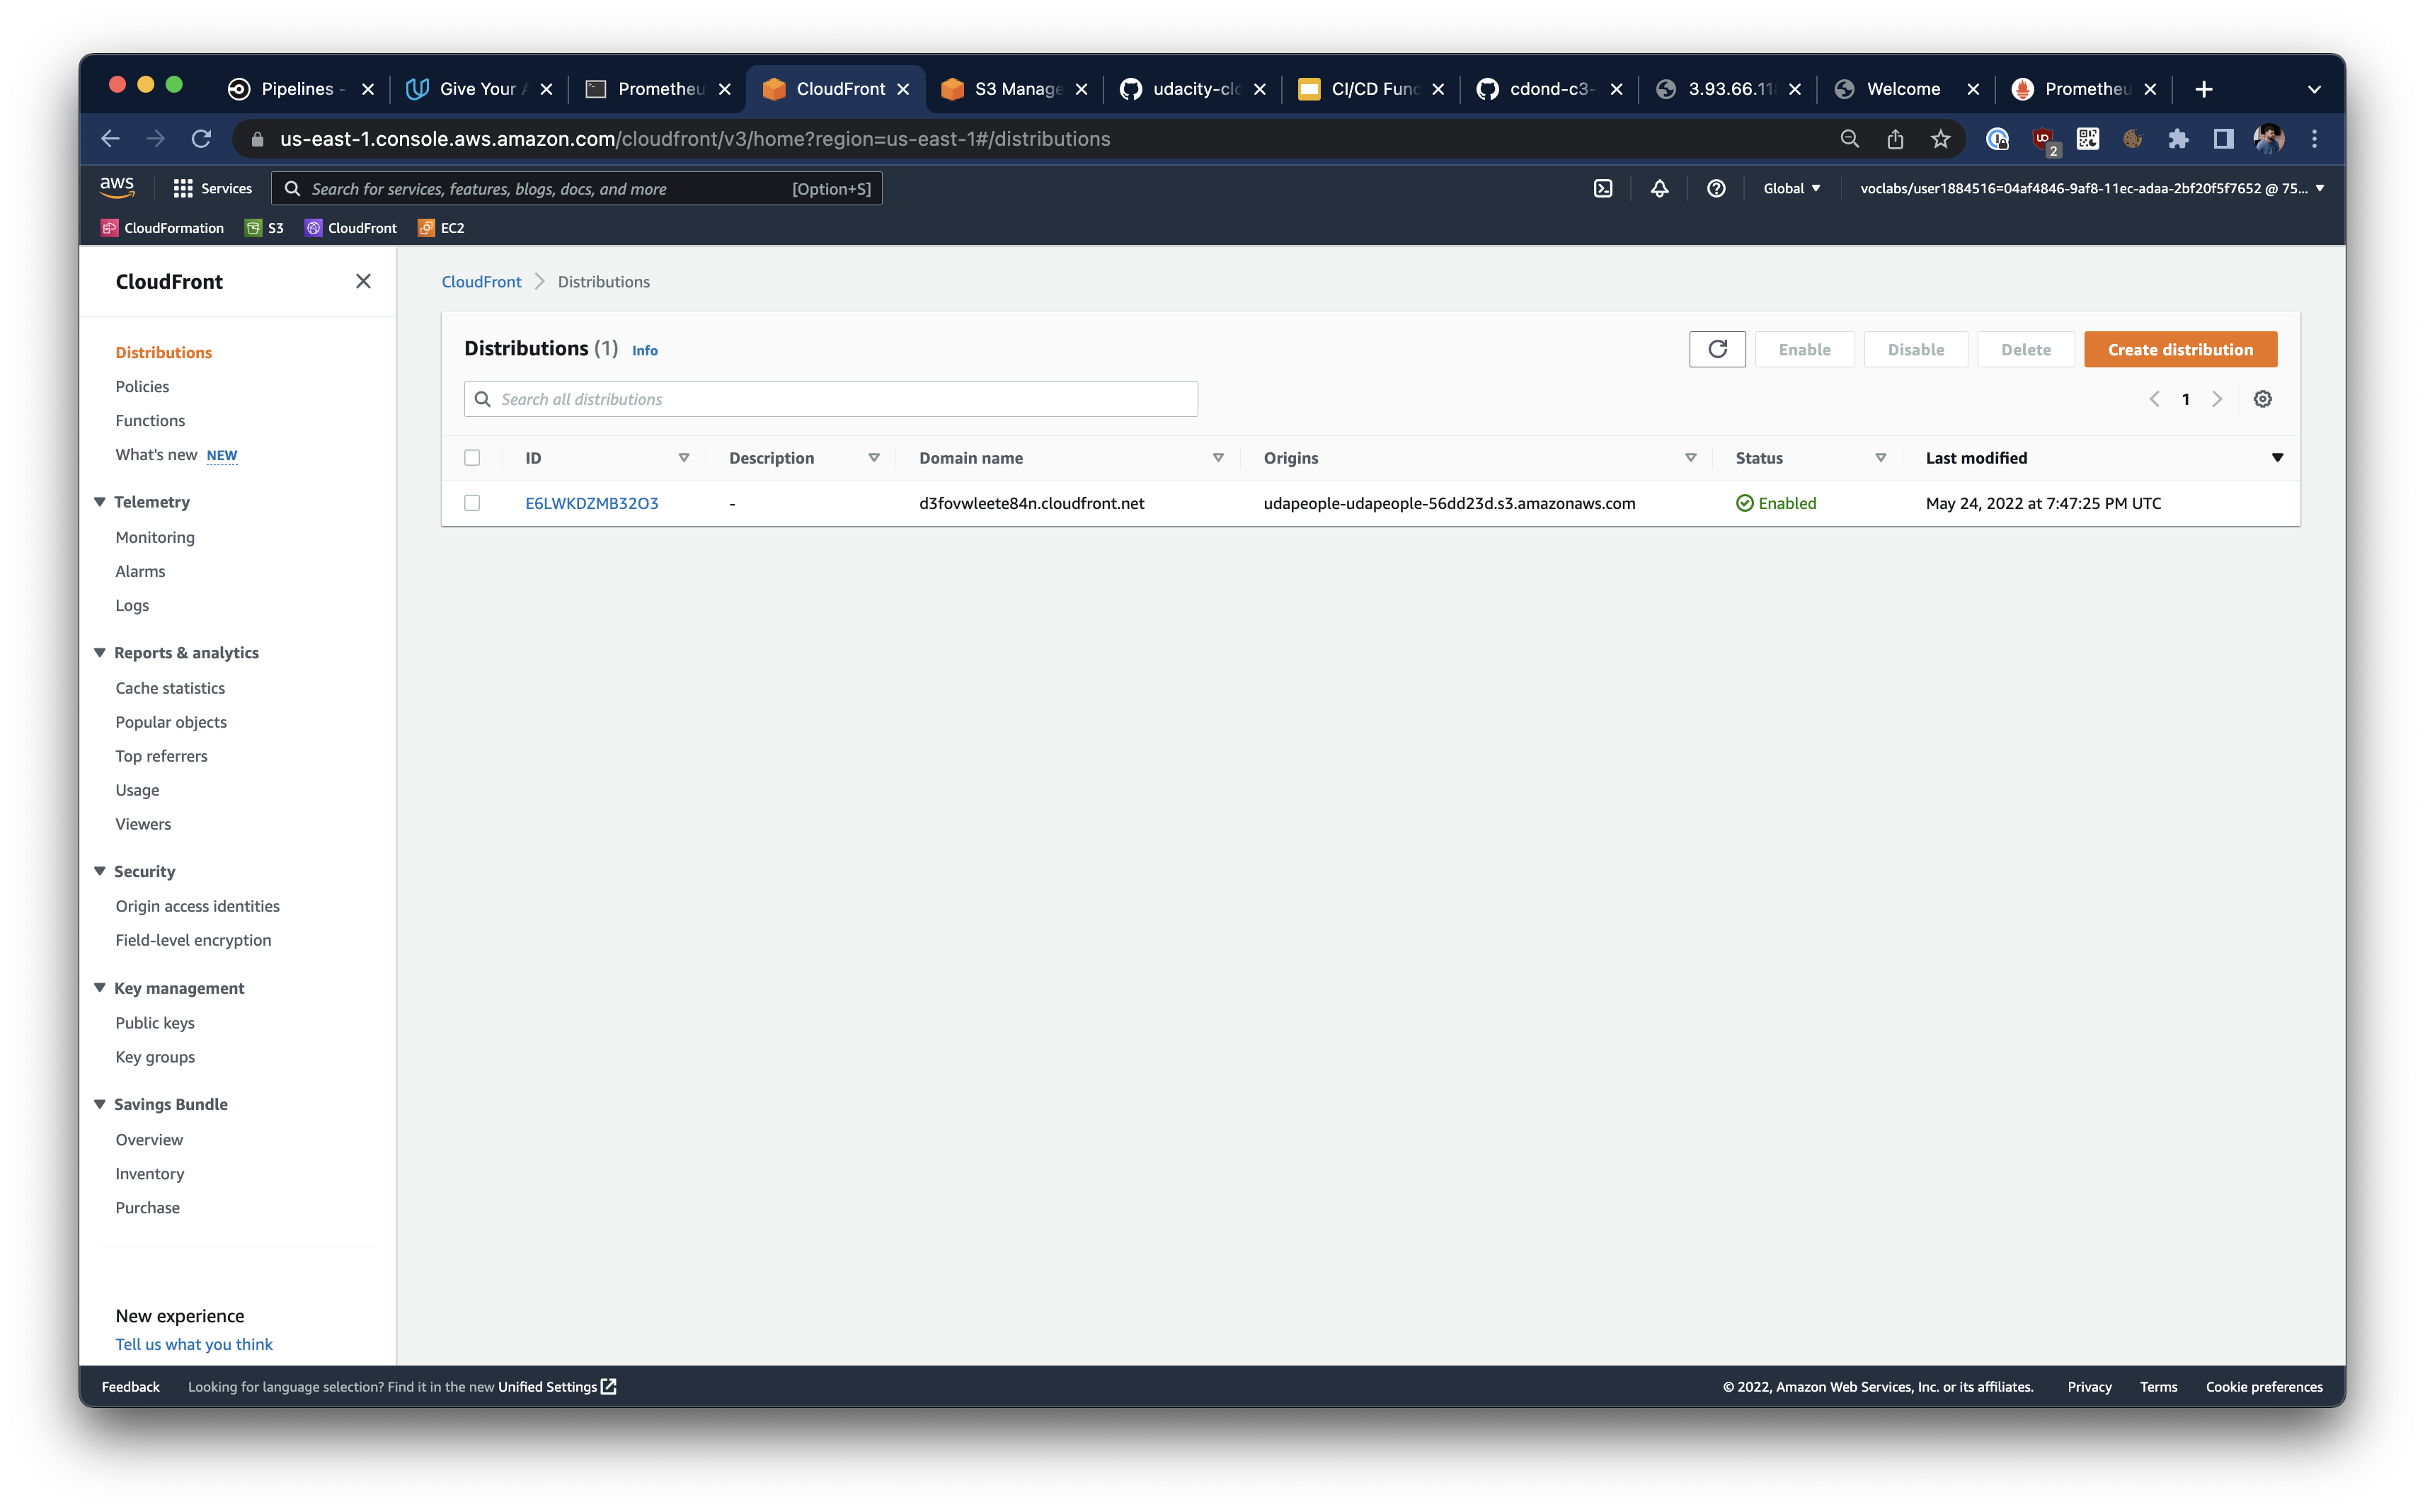 Pipelines -
Give Your A
Prometheu
CloudFront
S3 Manage
udacity-clo
CI/CD Fund
cdond-c3-
3.93.66.118
Welcome
Prometheu
us-east-1.console.aws.amazon.com/cloudfront/v3/home?region=us-east-1#/distributions
2
aws
Services
Search for services, features, blogs, docs, and more
[Option+S]
Global
voclabs/user1884516=04af4846-9af8-11ec-adaa-2bf20f5f7652 @ 75...
CloudFormation
S3
CloudFront
EC2
CloudFront
Distributions
Policies
Functions
What's new NEW
Telemetry
Monitoring
Alarms
Logs
Reports & analytics
Cache statistics
Popular objects
Top referrers
Usage
Viewers
Security
Origin access identities
Field-level encryption
Key management
Public keys
Key groups
Savings Bundle
Overview
Inventory
Purchase
New experience
Tell us what you think
CloudFront > Distributions
Distributions (1) Info
Enable
Disable
Delete
Create distribution
Search all distributions
1
ID
Description
Domain name
Origins
Status
Last modified
E6LWKDZMB32O3
-
d3fovwleete84n.cloudfront.net
udapeople-udapeople-56dd23d.s3.amazonaws.com
Enabled
May 24, 2022 at 7:47:25 PM UTC
Feedback
Looking for language selection? Find it in the new Unified Settings
© 2022, Amazon Web Services, Inc. or its affiliates.
Privacy
Terms
Cookie preferences